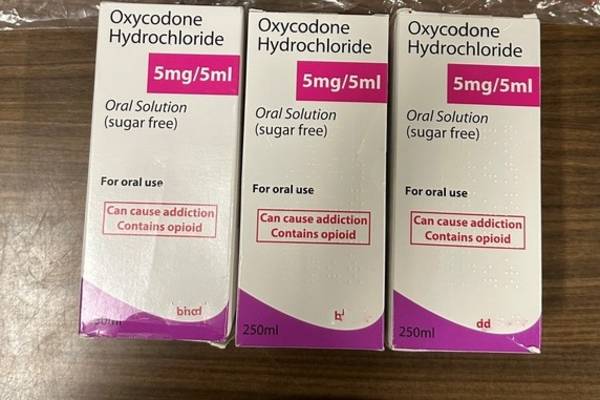 Oxycodone
Hydrochloride
5mg/5ml
Oral Solution
(sugar free)
For oral use
Can cause addiction
Contains opioid
Oxycodone
Hydrochloride
5mg/5ml
Oral Solution
(sugar free)
For oral use
Can cause addiction
Contains opioid
250ml
Oxycodone
Hydrochloride
5mg/5ml
Oral Solution
(sugar free)
For oral use
Can cause addiction
Contains opioid
250ml
dd